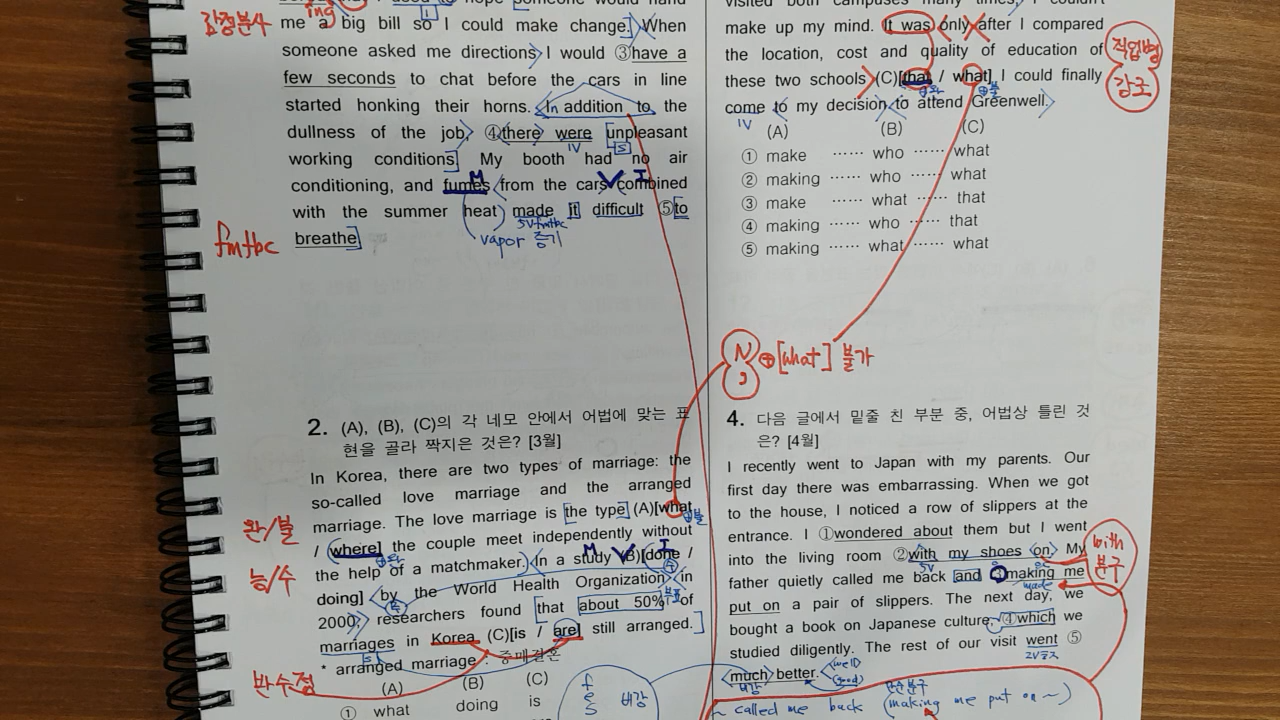 me a big bill so I could make change. When
someone asked me directions, I would ③have a
few seconds to chat before the cars in line
started honking their horns. In addition to the
dullness of the job, ④there were unpleasant
working conditions. My booth had no air
conditioning, and fumes from the cars combined
with the summer heat made it difficult ⑤to
breathe
감정분사
ing
fmtbc
vapor 증기
2. (A), (B), (C)의 각 네모 안에서 어법에 맞는 표
현을 골라 짝지은 것은? [3월]
In Korea, there are two types of marriage: the
so-called love marriage and the arranged
marriage. The love marriage is the type (A)[what
/ where] the couple meet independently without
the help of a matchmaker. In a study (B)[done /
doing] by the World Health Organization in
2000, researchers found that about 50% of
marriages in Korea (C)[is / are] still arranged.
* arranged marriage : 중매결혼
(A) (B) (C)
① what doing is
완/불
능/수
반수정
비강
make up my mind. It was only after I compared
the location, cost and quality of education of
these two schools (C)[that / what] I could finally
come to my decision to attend Greenwell.
(A) (B) (C)
① make ⋯⋯ who ⋯⋯ what
② making ⋯⋯ who ⋯⋯ what
③ make ⋯⋯ what ⋯⋯ that
④ making ⋯⋯ who ⋯⋯ that
⑤ making ⋯⋯ what ⋯⋯ what
강조
N, + [what] 불가
4. 다음 글에서 밑줄 친 부분 중, 어법상 틀린 것
은? [4월]
I recently went to Japan with my parents. Our
first day there was embarrassing. When we got
to the house, I noticed a row of slippers at the
entrance. I ①wondered about them but I went
into the living room ②with my shoes on. My
father quietly called me back and ③making me
put on a pair of slippers. The next day, we
bought a book on Japanese culture, ④which we
studied diligently. The rest of our visit went ⑤
much better.
with
분구
made
well
good
비강
분구
~ called me back (making me put on ~)